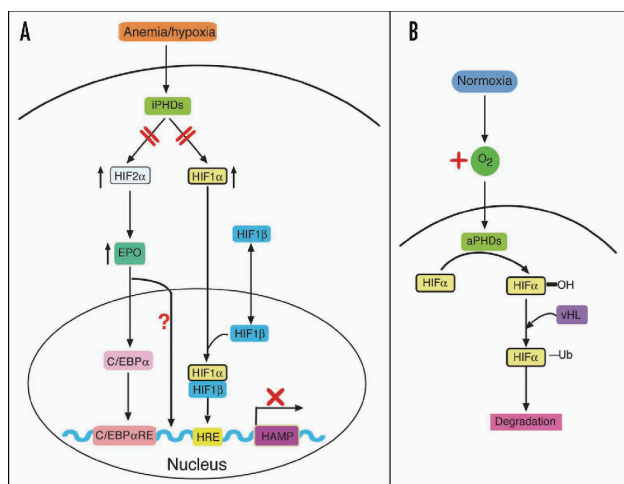 A
Anemia/hypoxia
iPHDs
HIF2α
HIF1α
EPO
HIF1β
?
HIF1β
C/EBPα
HIF1α
HIF1β
C/EBPαRE
HRE
HAMP
Nucleus
B
Normoxia
+ O2
aPHDs
HIFα
HIFα OH
vHL
HIFα Ub
Degradation